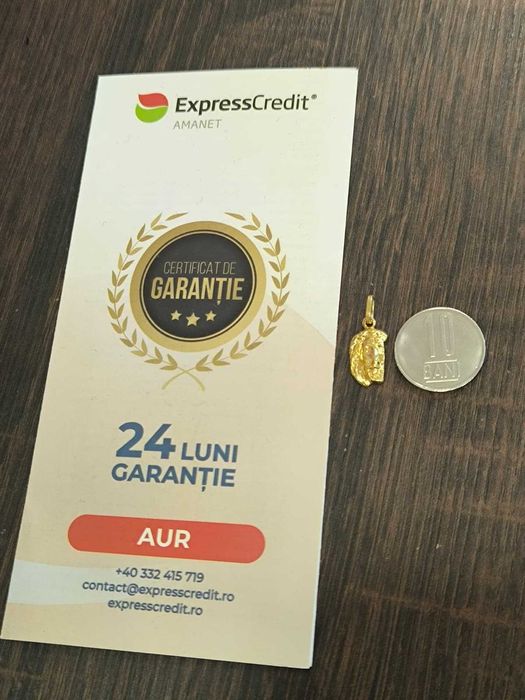 ExpressCredit®
AMANET
CERTIFICAT DE
GARANȚIE
24 LUNI
GARANȚIE
AUR
+40 332 415 719
contact@expresscredit.ro
expresscredit.ro
10
BANI